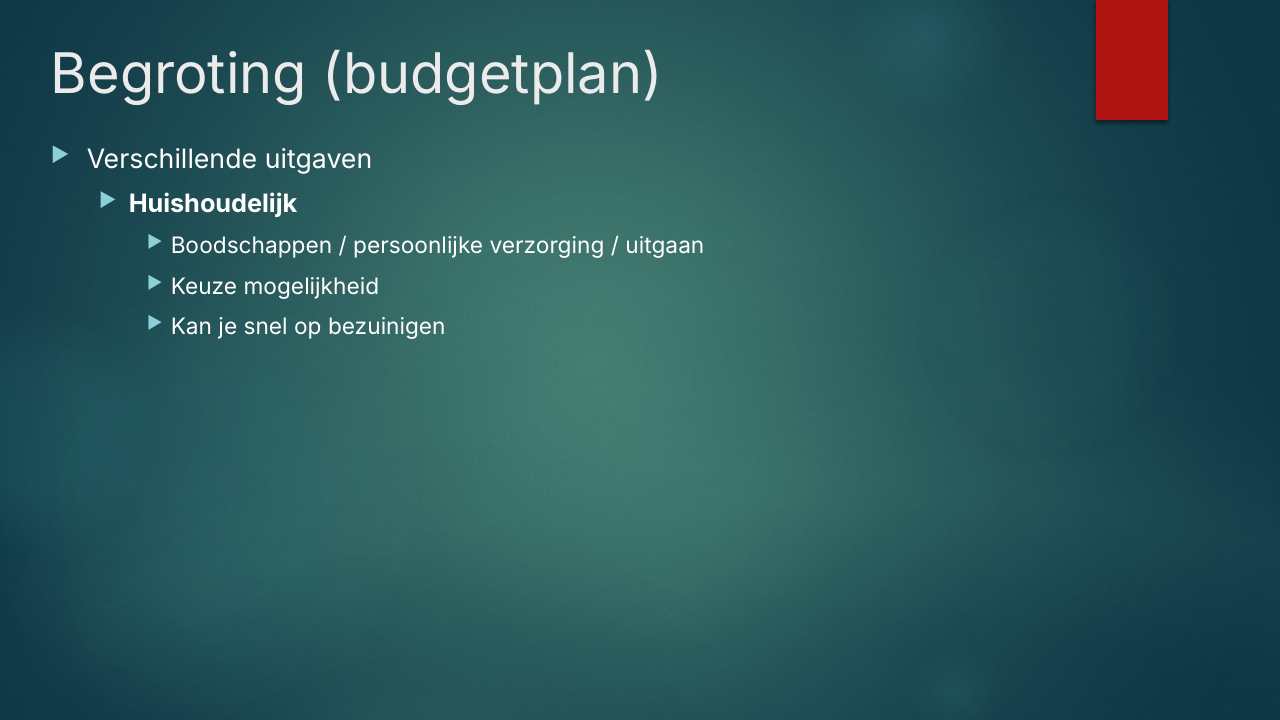 Begroting (budgetplan)
Verschillende uitgaven
Huishoudelijk
Boodschappen / persoonlijke verzorging / uitgaan
Keuze mogelijkheid
Kan je snel op bezuinigen